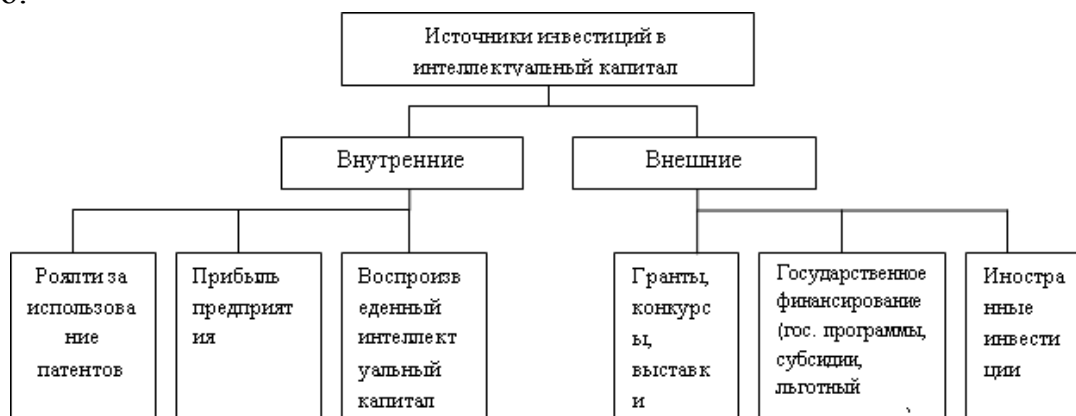 6.
Источники инвестиций в
интеллектуальный капитал
Внутренние
Внешние
Роялти за
использова
ние
патентов
Прибыль
предприят
ия
Воспроизв
еденный
интеллект
уальный
капитал
Гранты,
конкурс
ы,
выставк
и
Государственное
финансирование
(гос. программы,
субсидии,
льготный
Иностра
нные
инвести
ции